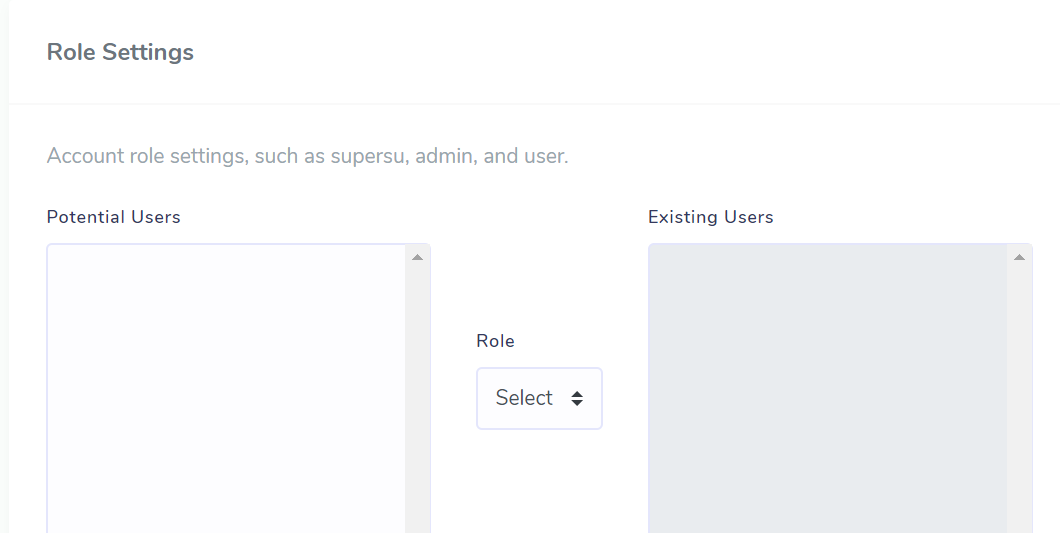 Role Settings
Account role settings, such as supersu, admin, and user.
Potential Users
Existing Users
Role
Select